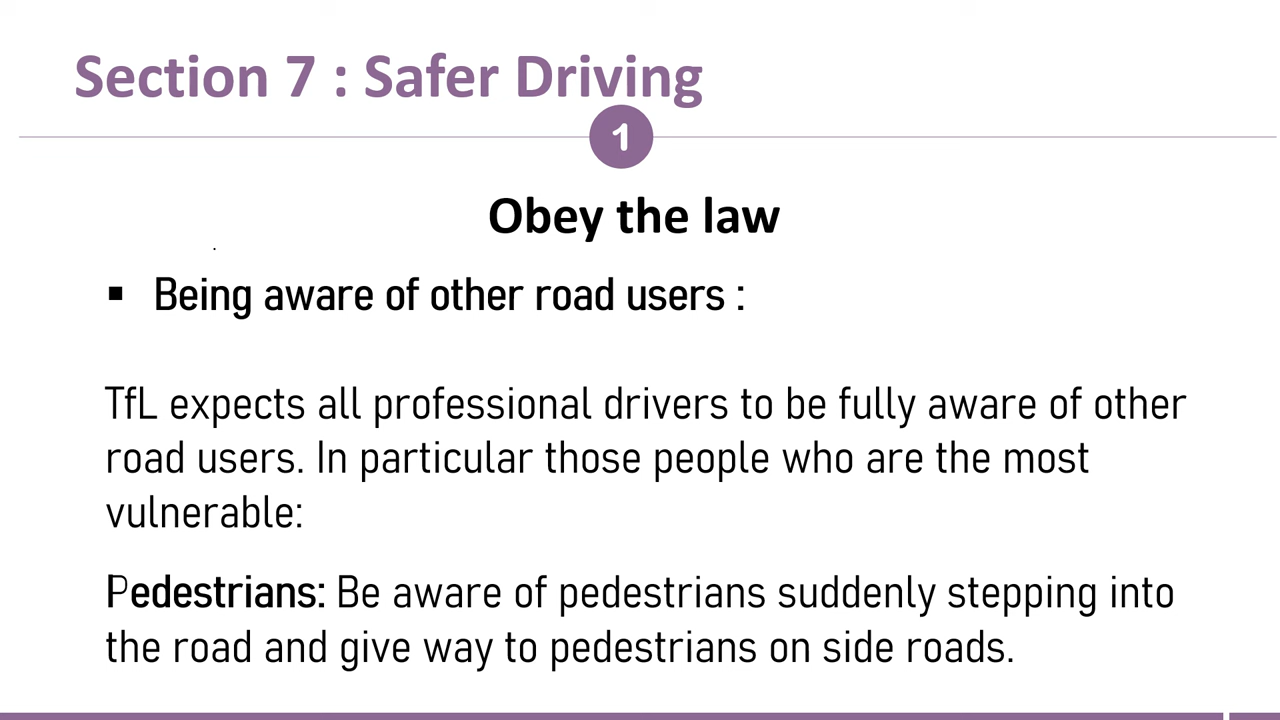 Section 7 : Safer Driving
1
Obey the law
.
▪ Being aware of other road users :
TfL expects all professional drivers to be fully aware of other
road users. In particular those people who are the most
vulnerable:
Pedestrians: Be aware of pedestrians suddenly stepping into
the road and give way to pedestrians on side roads.